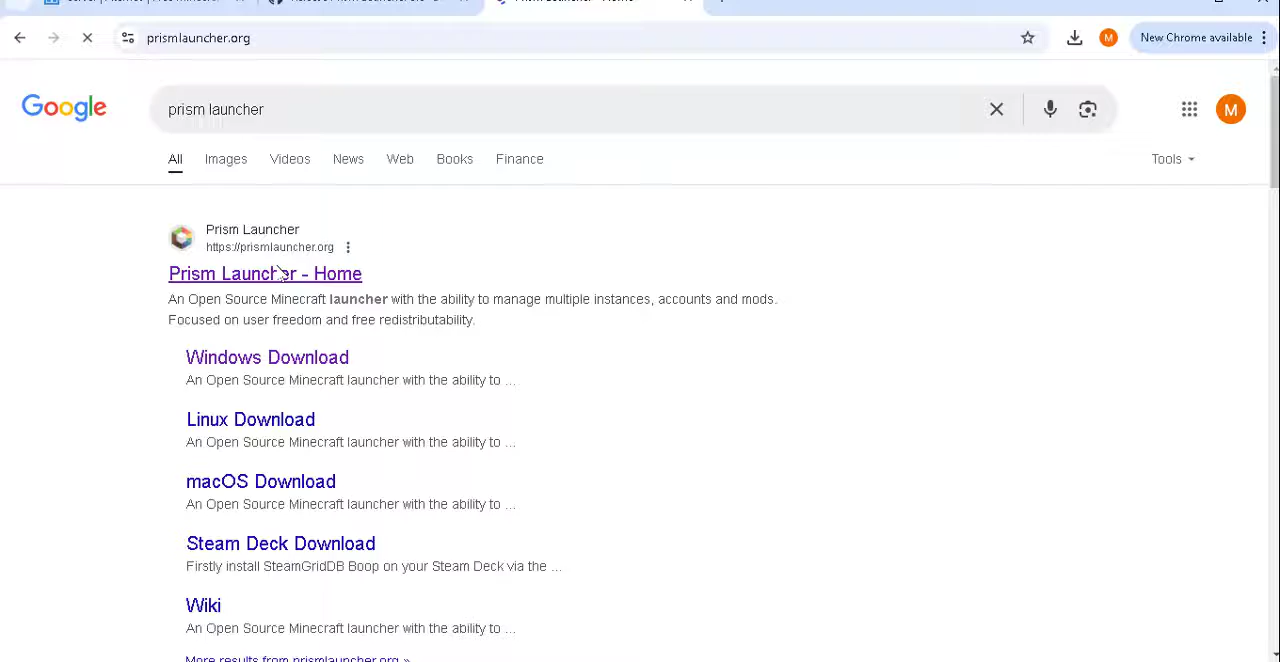 prismlauncher.org
New Chrome available
Google
prism launcher
M
All Images Videos News Web Books Finance
Tools
Prism Launcher
https://prismlauncher.org
Prism Launcher - Home
An Open Source Minecraft launcher with the ability to manage multiple instances, accounts and mods.
Focused on user freedom and free redistributability.
Windows Download
An Open Source Minecraft launcher with the ability to ...
Linux Download
An Open Source Minecraft launcher with the ability to ...
macOS Download
An Open Source Minecraft launcher with the ability to ...
Steam Deck Download
Firstly install SteamGridDB Boop on your Steam Deck via the ...
Wiki
An Open Source Minecraft launcher with the ability to ...
More results from prismlauncher.org »